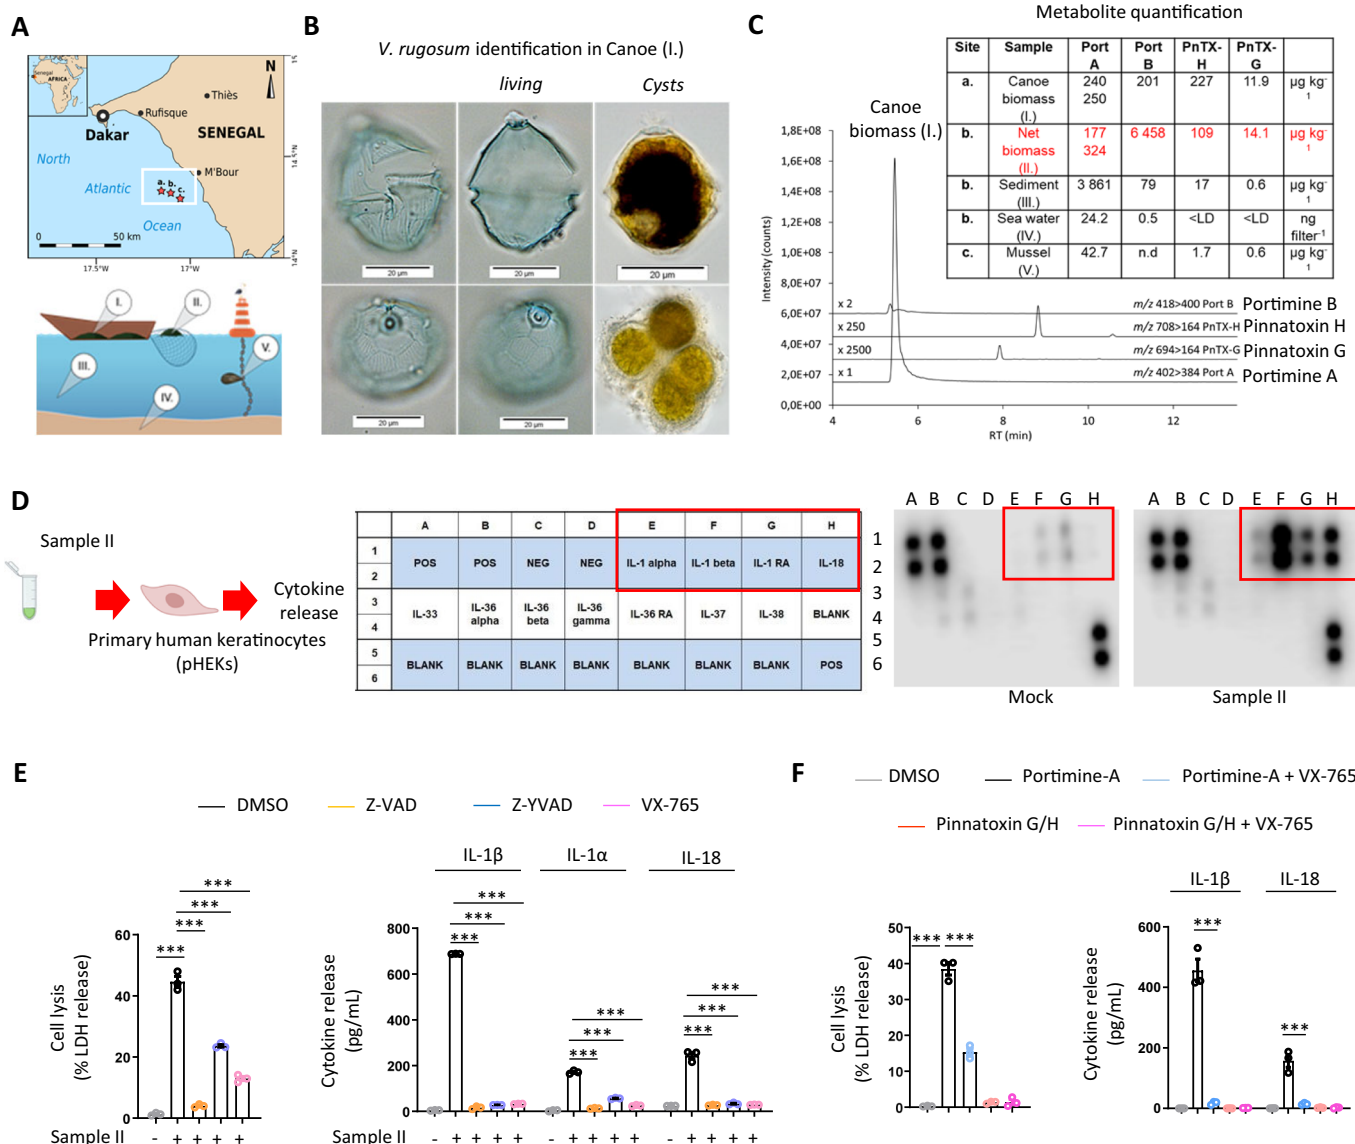 A
Senegal
AFRICA
N
Thiès
Rufisque
Dakar
SENEGAL
North
M'Bour
a. b. c.
Atlantic
Ocean
0 50 km
17.5°W 17°W
14.5°N
14°N
I. II.
III. V.
IV.
B
V. rugosum identification in Canoe (I.)
living Cysts
20 µm 20 µm 20 µm
20 µm 20 µm
C
Metabolite quantification
Site Sample Port A Port B PnTX-H PnTX-G
a. Canoe biomass (I.) 240 250 201 227 11.9 µg kg-1
b. Net biomass (II.) 177 324 6 458 109 14.1 µg kg-1
b. Sediment (III.) 3 861 79 17 0.6 µg kg-1
b. Sea water (IV.) 24.2 0.5 <LD <LD ng filter-1
c. Mussel (V.) 42.7 n.d 1.7 0.6 µg kg-1
Canoe
biomass (I.)
Intensity (counts)
1,8E+08
1,6E+08
1,4E+08
1,2E+08
1,0E+08
8,0E+07
6,0E+07
4,0E+07
2,0E+07
0,0E+00
x 2 m/z 418>400 Port B Portimine B
x 250 m/z 708>164 PnTX-H Pinnatoxin H
x 2500 m/z 694>164 PnTX-G Pinnatoxin G
x 1 m/z 402>384 Port A Portimine A
4 6 8 10 12
RT (min)
D
Sample II
Primary human keratinocytes
(pHEKs)
Cytokine
release
A B C D E F G H
1 2 POS POS NEG NEG IL-1 alpha IL-1 beta IL-1 RA IL-18
3 4 IL-33 IL-36 alpha IL-36 beta IL-36 gamma IL-36 RA IL-37 IL-38 BLANK
5 6 BLANK BLANK BLANK BLANK BLANK BLANK BLANK POS
A B C D E F G H
1
2
3
4
5
6
Mock
A B C D E F G H
Sample II
E
DMSO Z-VAD Z-YVAD VX-765
Cell lysis
(% LDH release)
60
40
20
0
*** *** *** ***
Sample II - + + + +
IL-1β IL-1α IL-18
Cytokine release
(pg/mL)
800
600
400
200
0
*** *** *** *** *** *** *** *** ***
Sample II - + + + + - + + + + - + + + +
F
DMSO Portimine-A Portimine-A + VX-765
Pinnatoxin G/H Pinnatoxin G/H + VX-765
Cell lysis
(% LDH release)
50
40
30
20
10
0
*** ***
IL-1β IL-18
Cytokine release
(pg/mL)
600
400
200
0
*** ***